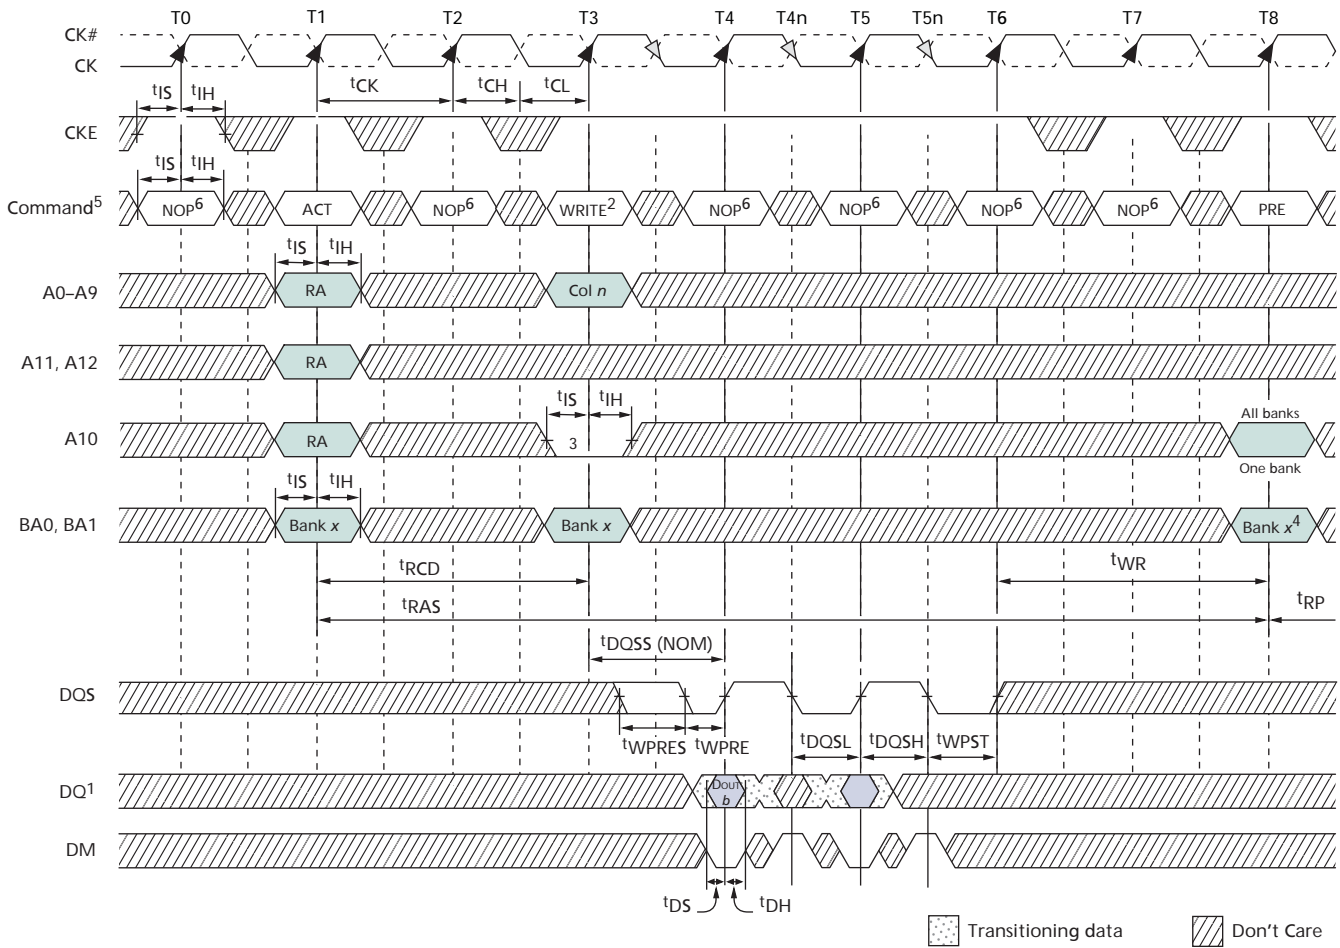 T0 T1 T2 T3 T4 T4n T5 T5n T6 T7 T8
CK#
CK
tIS tIH tCK tCH tCL
CKE
tIS tIH
Command5 NOP6 ACT NOP6 WRITE2 NOP6 NOP6 NOP6 NOP6 PRE
tIS tIH
A0–A9 RA Col n
A11, A12 RA
tIS tIH
All banks
A10 RA 3
One bank
tIS tIH
BA0, BA1 Bank x Bank x Bank x4
tRCD tWR
tRAS tRP
tDQSS (NOM)
DQS
tWPRES tWPRE tDQSL tDQSH tWPST
DQ1 DOUT
b
DM
tDS tDH
Transitioning data Don't Care